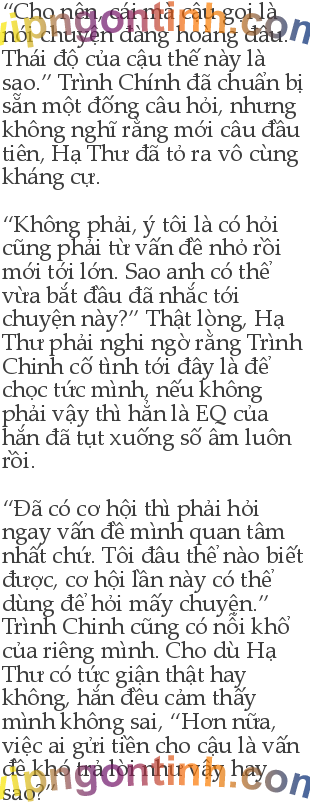 “Cho nên, cái mà cậu gọi là
nói chuyện đàng hoàng đâu.
Thái độ của cậu thế này là
sao.” Trình Chính đã chuẩn bị
sẵn một đống câu hỏi, nhưng
không nghĩ rằng mới câu đầu
tiên, Hạ Thư đã tỏ ra vô cùng
kháng cự.
“Không phải, ý tôi là có hỏi
cũng phải từ vấn đề nhỏ rồi
mới tới lớn. Sao anh có thể
vừa bắt đầu đã nhắc tới
chuyện này?” Thật lòng, Hạ
Thư phải nghi ngờ rằng Trình
Chinh cố tình tới đây là để
chọc tức mình, nếu không
phải vậy thì hẳn là EQ của
hắn đã tụt xuống số âm luôn
rồi.
“Đã có cơ hội thì phải hỏi
ngay vấn đề mình quan tâm
nhất chứ. Tôi đâu thể nào biết
được, cơ hội lần này có thể
dùng để hỏi mấy chuyện.”
Trình Chinh cũng có nỗi khổ
của riêng mình. Cho dù Hạ
Thư có tức giận thật hay
không, hắn đều cảm thấy
mình không sai, “Hơn nữa,
việc ai gửi tiền cho cậu là vấn
đề khó trả lời như vậy hay
sao?”
vipngontinh.com